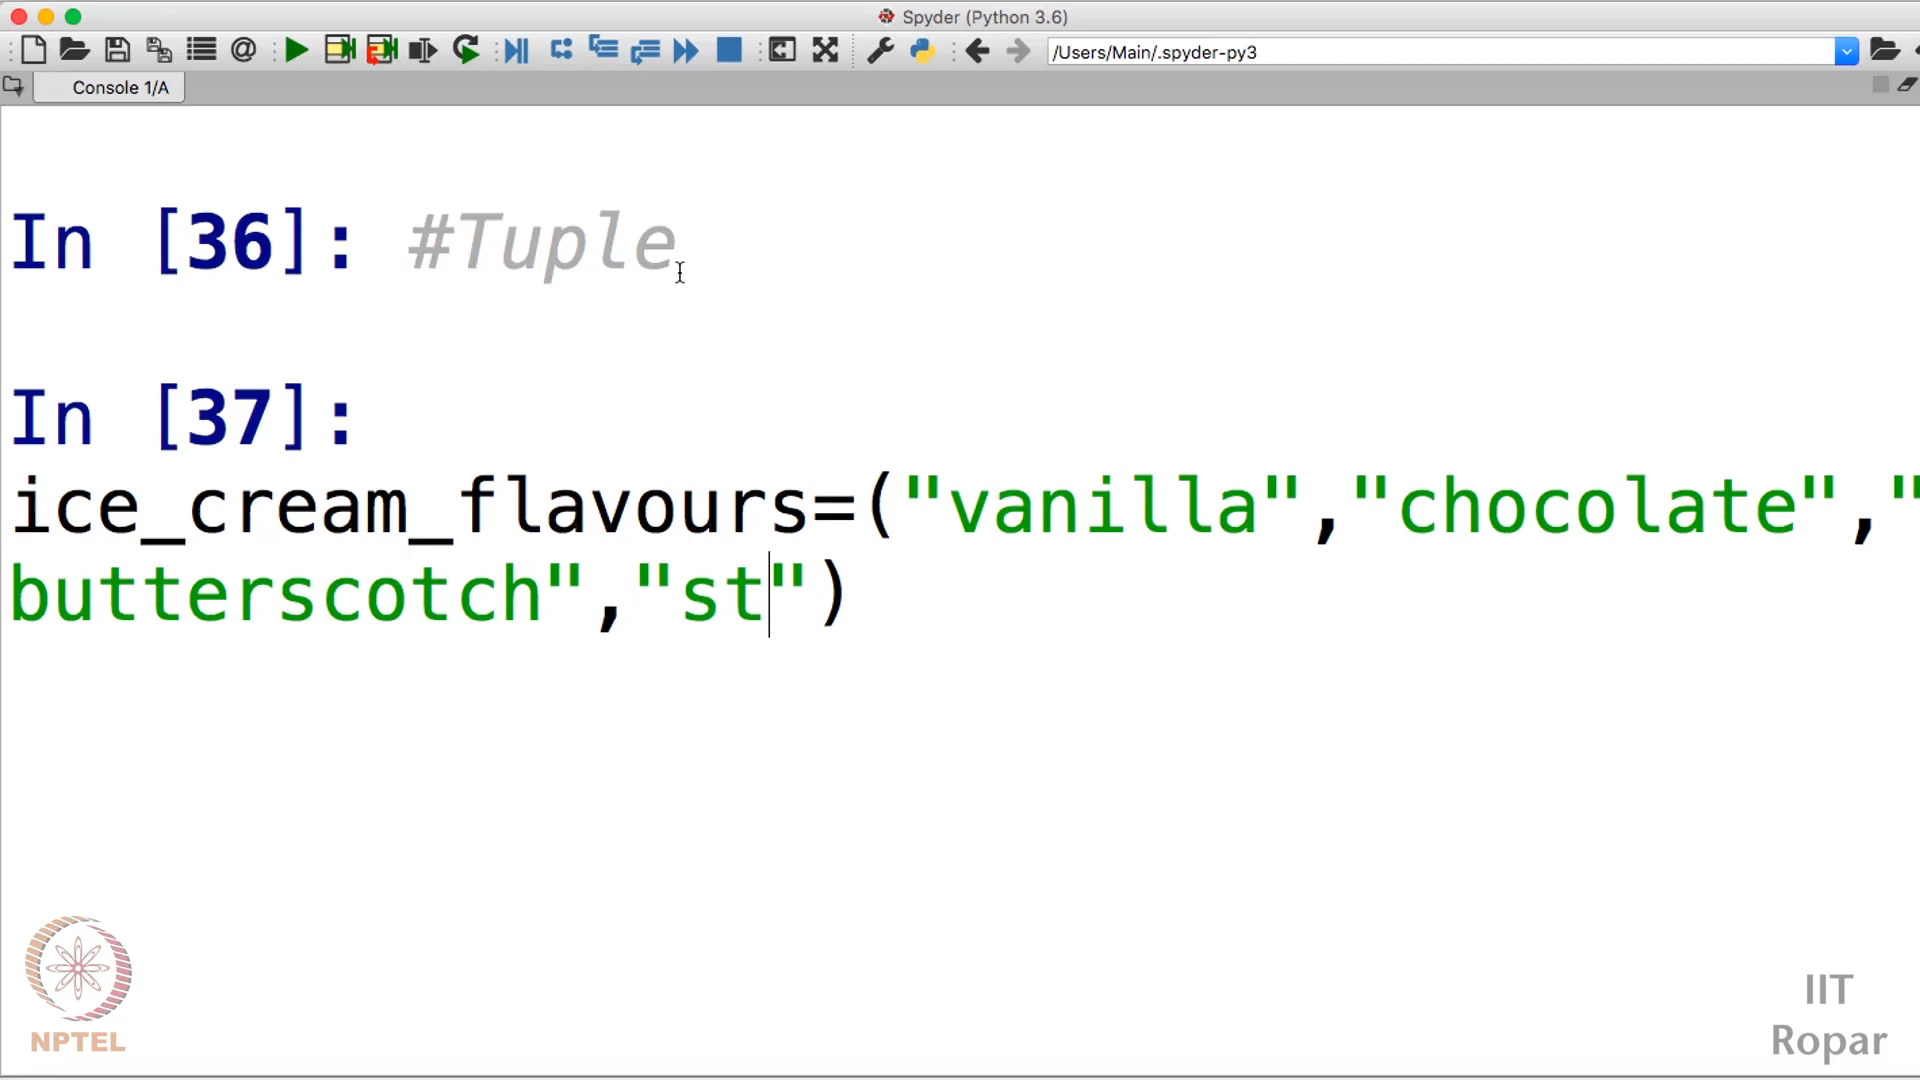 Spyder (Python 3.6)
/Users/Main/.spyder-py3
Console 1/A
In [36]: #Tuple
In [37]:
ice_cream_flavours=("vanilla","chocolate","
butterscotch","st")
NPTEL
IIT
Ropar